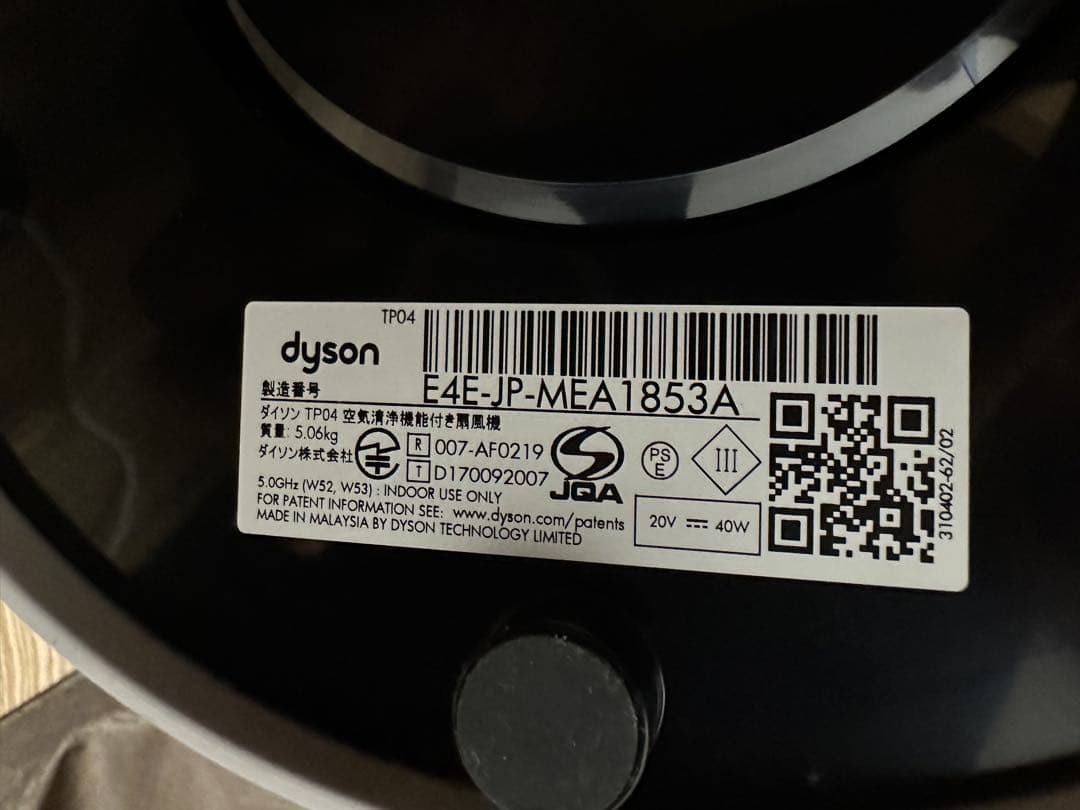 TP04
dyson
製造番号 E4E-JP-MEA1853A
ダイソン TP04 空気清浄機能付き扇風機
質量: 5.06kg
ダイソン株式会社
R 007-AF0219
T D170092007
JQA
PS
E
III
5.0GHz (W52, W53) : INDOOR USE ONLY
FOR PATENT INFORMATION SEE: www.dyson.com/patents
MADE IN MALAYSIA BY DYSON TECHNOLOGY LIMITED
20V ⎓ 40W
310402-62/02